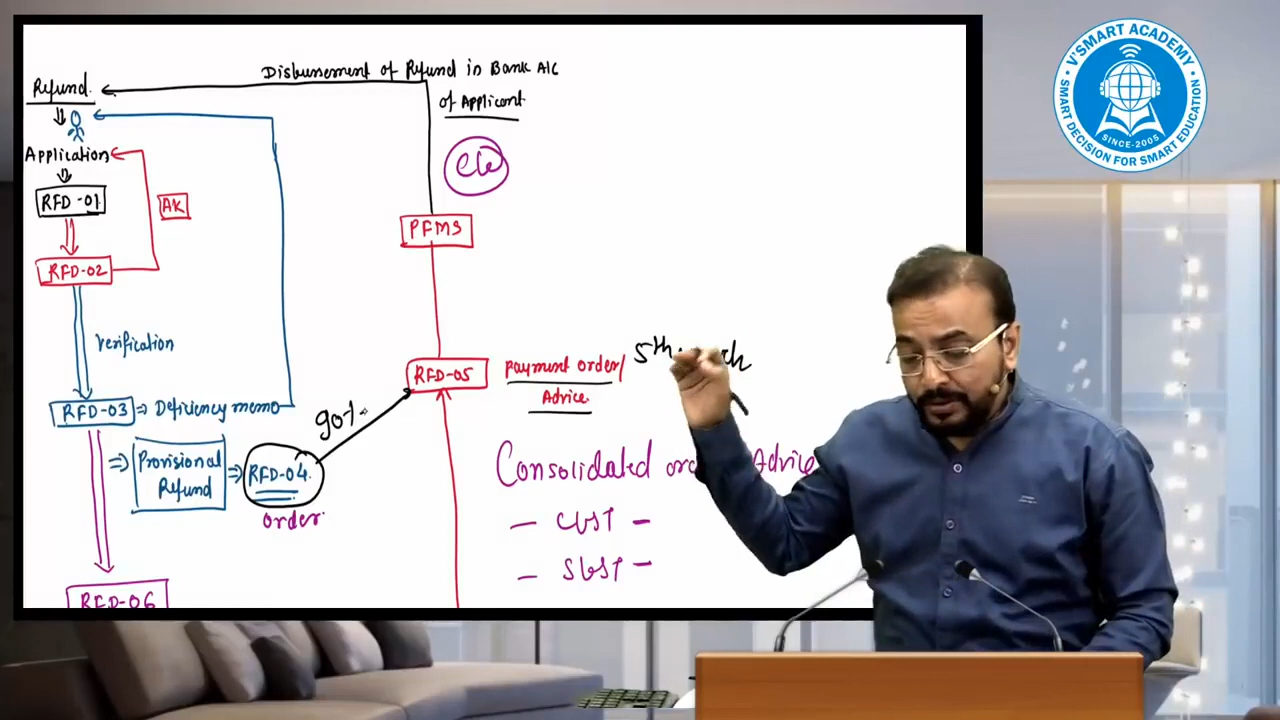 Disbursement of Refund in Bank A/C
of Applicant
Refund
Application
RFD-01
AK
RFD-02
PFMS
verification
RFD-03 ⇒ Deficiency memo
90%
RFD-05
Payment order/
Advice
5th
⇒ Provisional Refund ⇒ RFD-04
order
Consolidated Advice
- CGST -
- SGST -
RFD-06
V'SMART ACADEMY
SINCE-2005
SMART DECISION FOR SMART EDUCATION